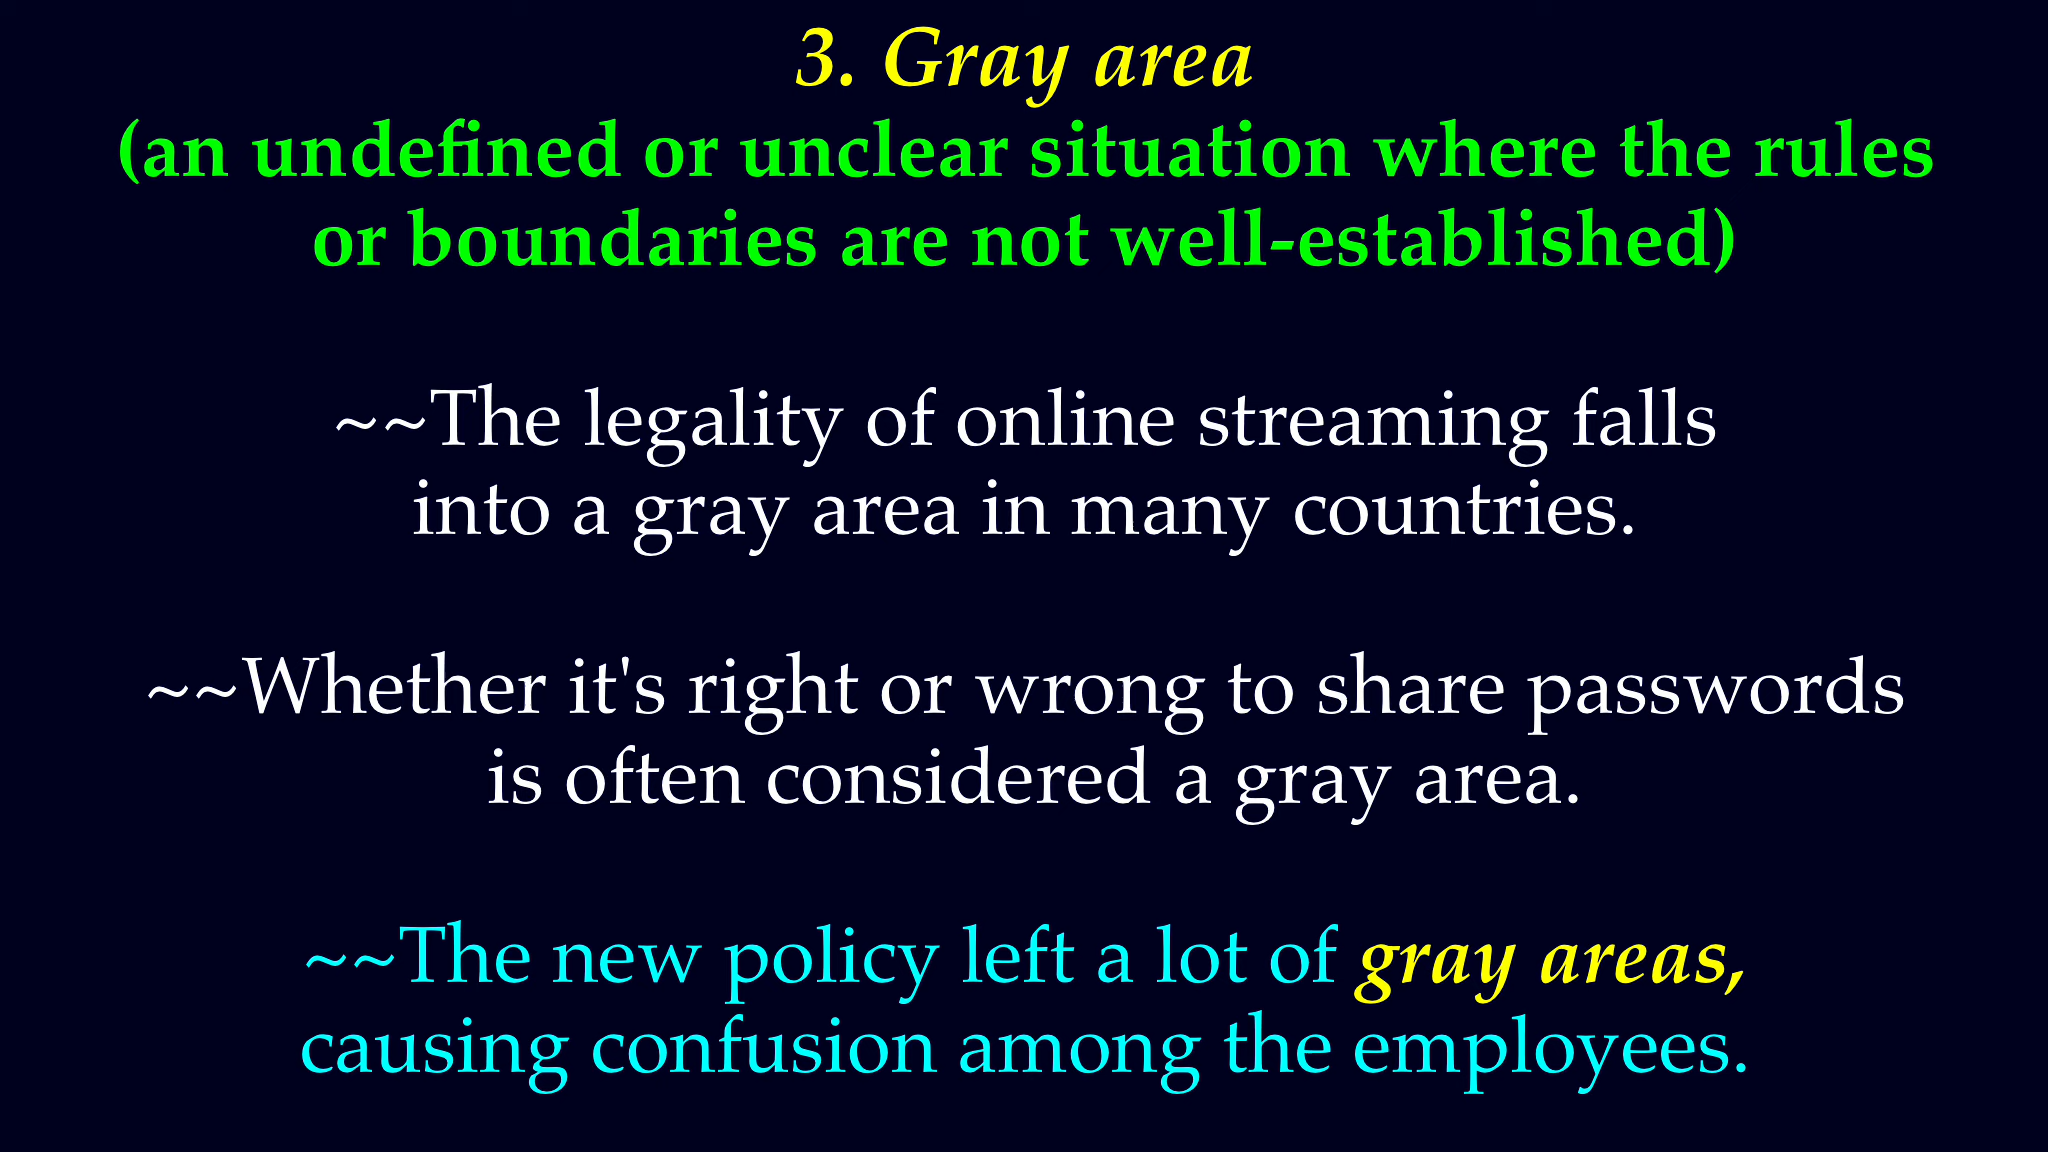 3. Gray area
(an undefined or unclear situation where the rules
or boundaries are not well-established)
~~The legality of online streaming falls
into a gray area in many countries.
~~Whether it's right or wrong to share passwords
is often considered a gray area.
~~The new policy left a lot of gray areas,
causing confusion among the employees.